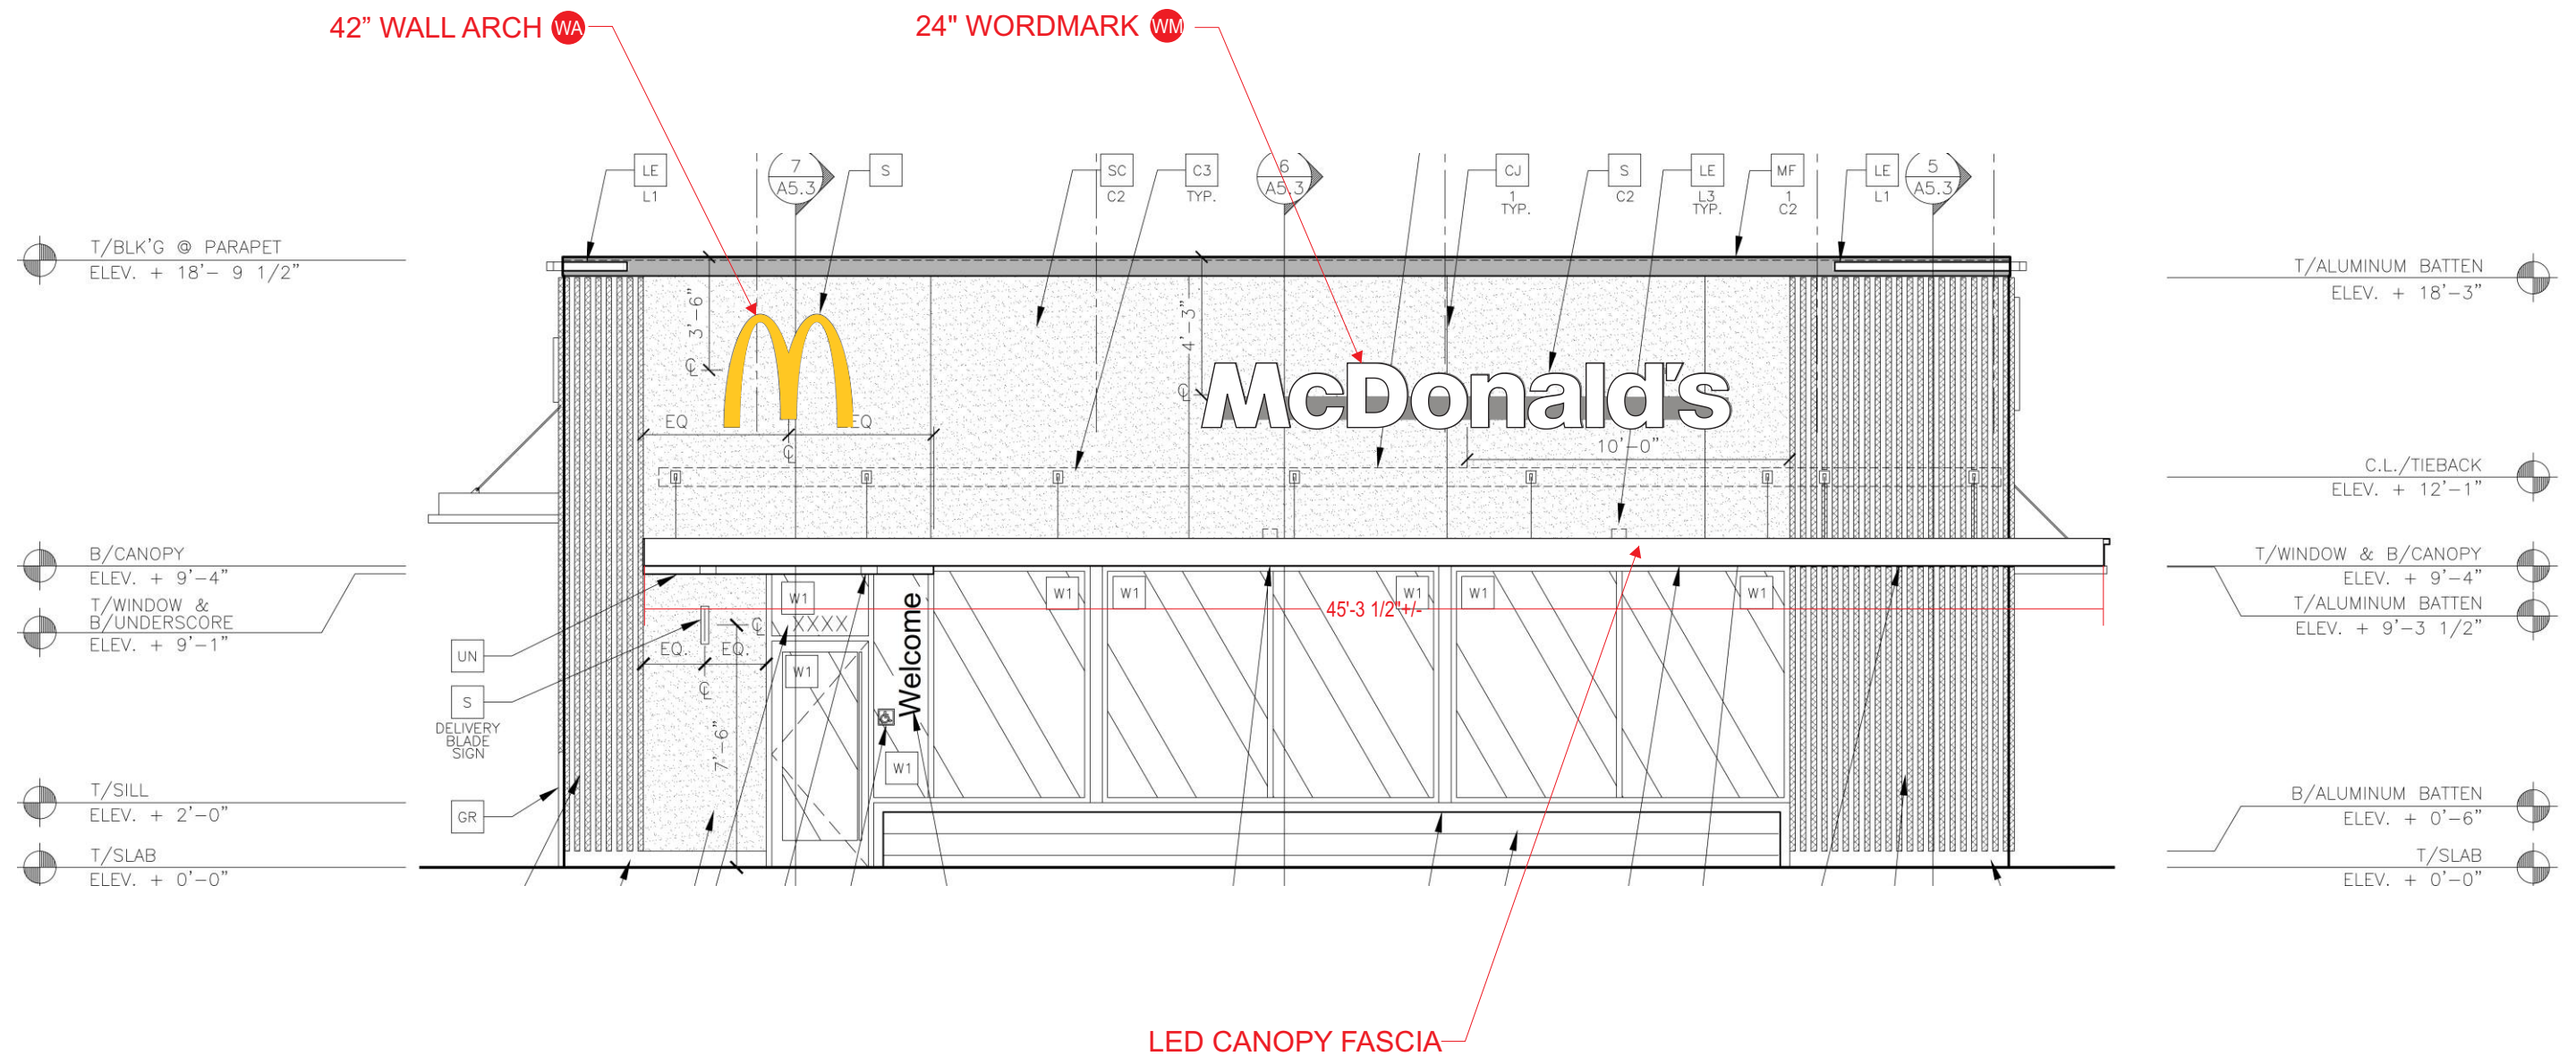 42” WALL ARCH WA
24" WORDMARK WM
LE
L1
7
A5.3
S
SC
C2
C3
TYP.
6
A5.3
CJ
1
TYP.
S
C2
LE
L3
TYP.
MF
1
C2
LE
L1
5
A5.3
T/BLK'G @ PARAPET
ELEV. + 18'- 9 1/2"
T/ALUMINUM BATTEN
ELEV. + 18'-3"
3'-6"
4'-3"
McDonald's
EQ
EQ
10'-0"
C.L./TIEBACK
ELEV. + 12'-1"
B/CANOPY
ELEV. + 9'-4"
T/WINDOW & B/CANOPY
ELEV. + 9'-4"
T/WINDOW &
B/UNDERSCORE
ELEV. + 9'-1"
T/ALUMINUM BATTEN
ELEV. + 9'-3 1/2"
W1
W1
W1
W1
W1
W1
45'-3 1/2"+/-
XXXX
Welcome
EQ.
EQ.
UN
W1
S
DELIVERY
BLADE
SIGN
7'-6"
W1
T/SILL
ELEV. + 2'-0"
GR
B/ALUMINUM BATTEN
ELEV. + 0'-6"
T/SLAB
ELEV. + 0'-0"
T/SLAB
ELEV. + 0'-0"
LED CANOPY FASCIA